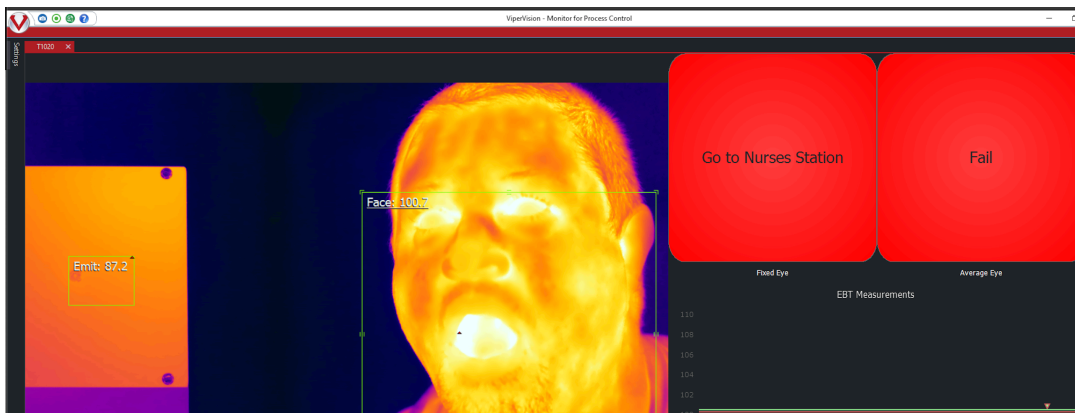 ViperVision - Monitor for Process Control
Settings
T1020
Face: 100.7
Emit: 87.2
Go to Nurses Station
Fail
Fixed Eye
Average Eye
EBT Measurements
110
108
106
104
102